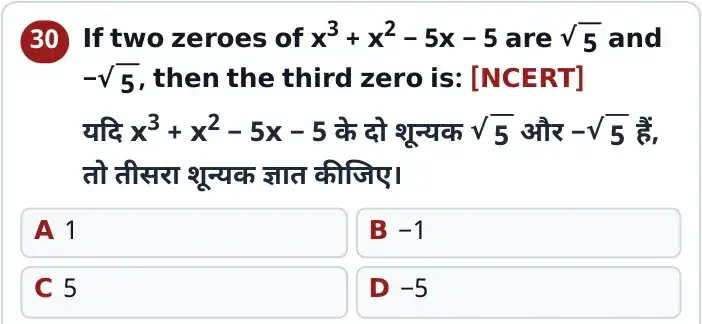 30 If two zeroes of x³ + x² – 5x – 5 are √5 and
–√5, then the third zero is: [NCERT]
यदि x³ + x² – 5x – 5 के दो शून्यक √5 और –√5 हैं,
तो तीसरा शून्यक ज्ञात कीजिए।
A 1
B –1
C 5
D –5